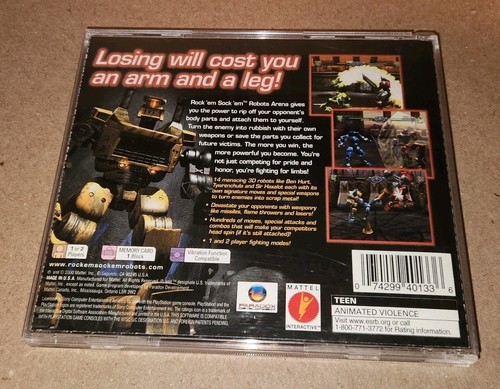 Losing will cost you
an arm and a leg!
Rock 'em Sock 'em™ Robots Arena gives
you the power to rip off your opponent's
body parts and attach them to yourself.
Turn the enemy into rubbish with their own
weapons or save the parts you collect for
future victims. The more you win, the
more powerful you become. You're
not just competing for pride and
honor, you're fighting for limbs!
14 menacing 3D robots like Ben Hurt,
Tyranenchula and Sir Haxalot each with its
own signature moves and special weapons
to turn enemies into scrap metal!
Devastate your opponents with weaponry
like missiles, flame throwers and lasers!
Hundreds of moves, special attacks and
combos that will make your competitors
head spin (if it's still attached)!
1 and 2 player fighting modes!
1 or 2
Players
MEMORY CARD
1 Block
Vibration Function
Compatible
www.rockemsockemrobots.com
MADE IN U.S.A.
PARADOX
MATTEL
INTERACTIVE™
0 74299 40133 6
TEEN
ANIMATED VIOLENCE
Visit www.esrb.org or call
1-800-771-3772 for Rating information.